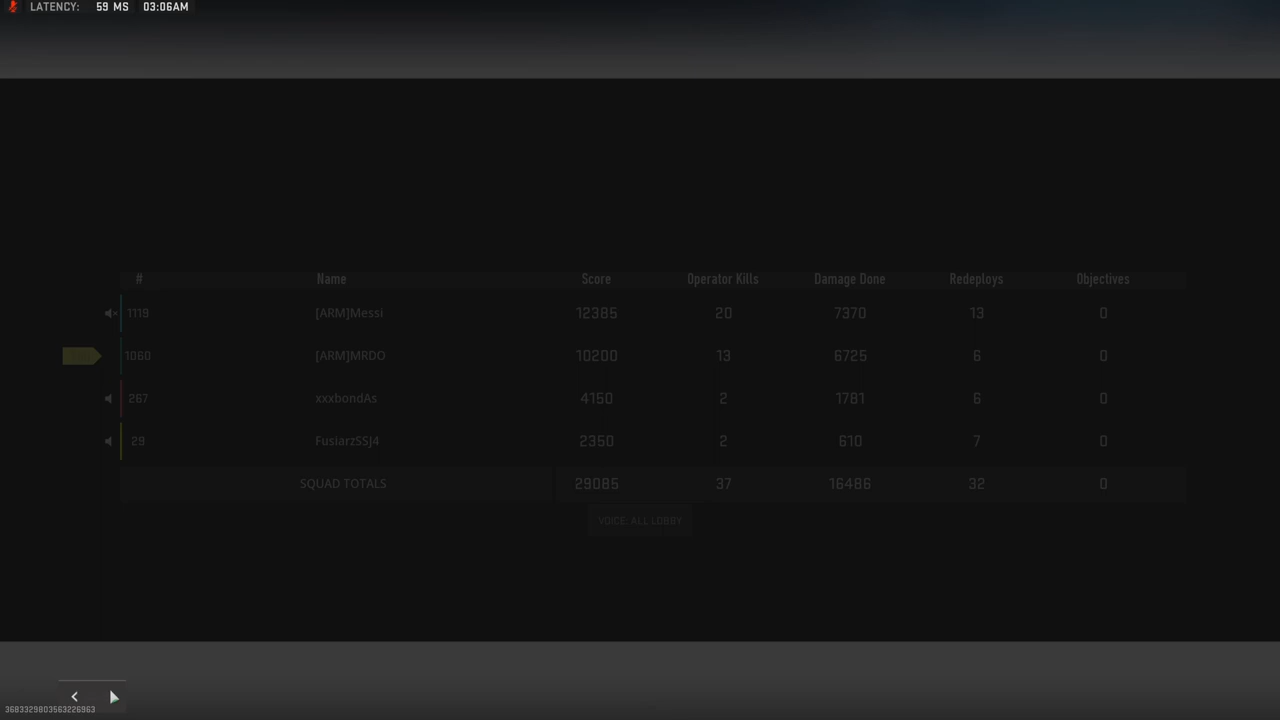 LATENCY: 59 MS 03:06AM
# Name Score Operator Kills Damage Done Redeploys Objectives
1119 [ARM]Messi 12385 20 7370 13 0
1060 [ARM]MRDO 10200 13 6725 6 0
267 xxxbondAs 4150 2 1781 6 0
29 FusiarzSSJ4 2350 2 610 7 0
SQUAD TOTALS 29085 37 16486 32 0
VOICE: ALL LOBBY
3683329803563226963